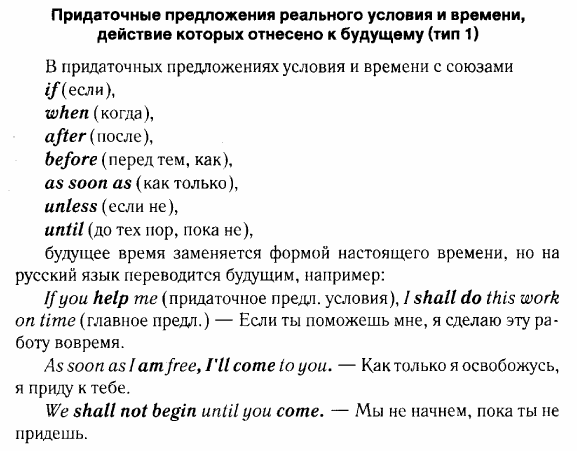 Придаточные предложения реального условия и времени,
действие которых отнесено к будущему (тип 1)
В придаточных предложениях условия и времени с союзами
if (если),
when (когда),
after (после),
before (перед тем, как),
as soon as (как только),
unless (если не),
until (до тех пор, пока не),
будущее время заменяется формой настоящего времени, но на
русский язык переводится будущим, например:
If you help me (придаточное предл. условия), I shall do this work
on time (главное предл.) — Если ты поможешь мне, я сделаю эту ра-
боту вовремя.
As soon as I am free, I'll come to you. — Как только я освобожусь,
я приду к тебе.
We shall not begin until you come. — Мы не начнем, пока ты не
придешь.